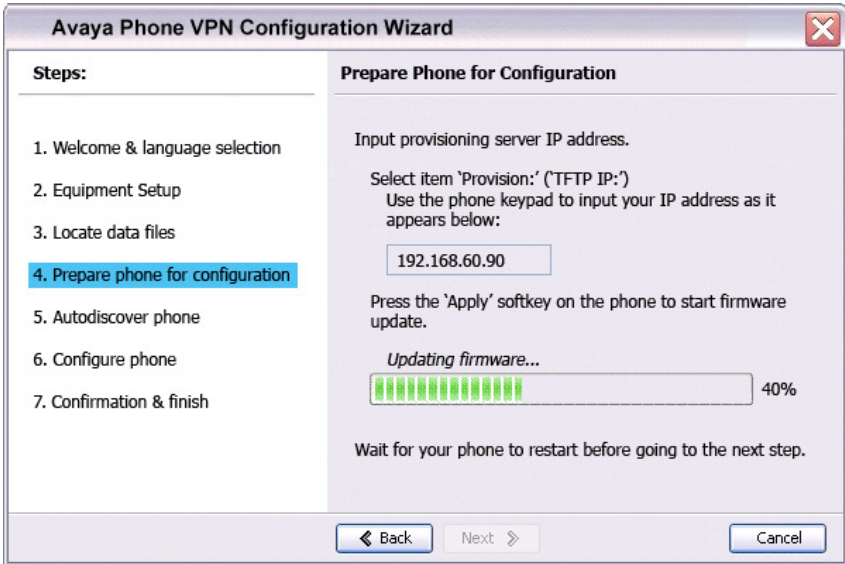 Avaya Phone VPN Configuration Wizard
Steps:
1. Welcome & language selection
2. Equipment Setup
3. Locate data files
4. Prepare phone for configuration
5. Autodiscover phone
6. Configure phone
7. Confirmation & finish
Prepare Phone for Configuration
Input provisioning server IP address.
Select item ‘Provision:’ (‘TFTP IP:’)
Use the phone keypad to input your IP address as it
appears below:
192.168.60.90
Press the ‘Apply’ softkey on the phone to start firmware
update.
Updating firmware...
40%
Wait for your phone to restart before going to the next step.
Back
Next
Cancel